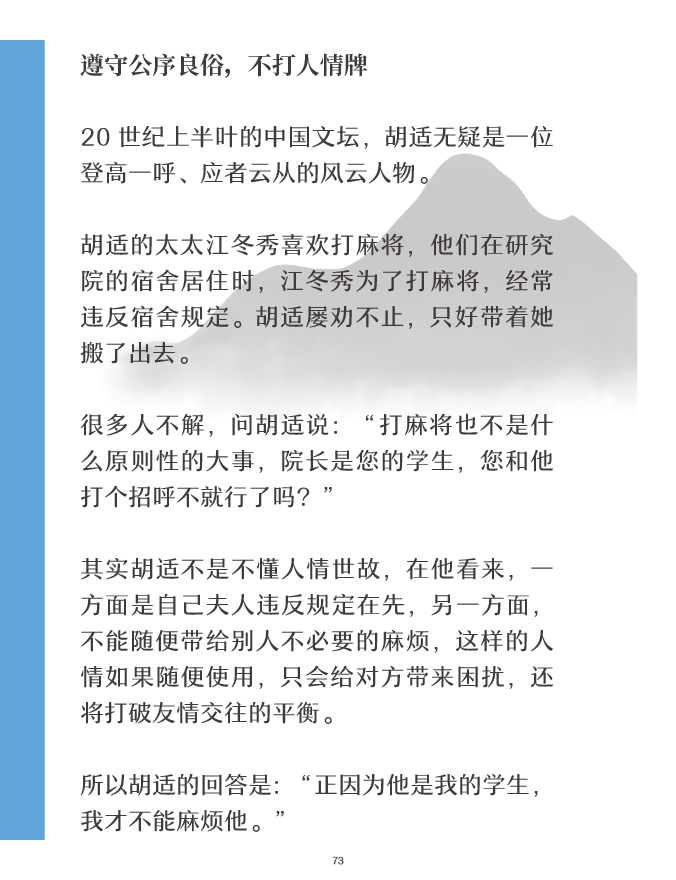 遵守公序良俗，不打人情牌
20 世纪上半叶的中国文坛，胡适无疑是一位
登高一呼、应者云从的风云人物。
胡适的太太江冬秀喜欢打麻将，他们在研究
院的宿舍居住时，江冬秀为了打麻将，经常
违反宿舍规定。胡适屡劝不止，只好带着她
搬了出去。
很多人不解，问胡适说：“打麻将也不是什
么原则性的大事，院长是您的学生，您和他
打个招呼不就行了吗？”
其实胡适不是不懂人情世故，在他看来，一
方面是自己夫人违反规定在先，另一方面，
不能随便带给别人不必要的麻烦，这样的人
情如果随便使用，只会给对方带来困扰，还
将打破友情交往的平衡。
所以胡适的回答是：“正因为他是我的学生，
我才不能麻烦他。”
73